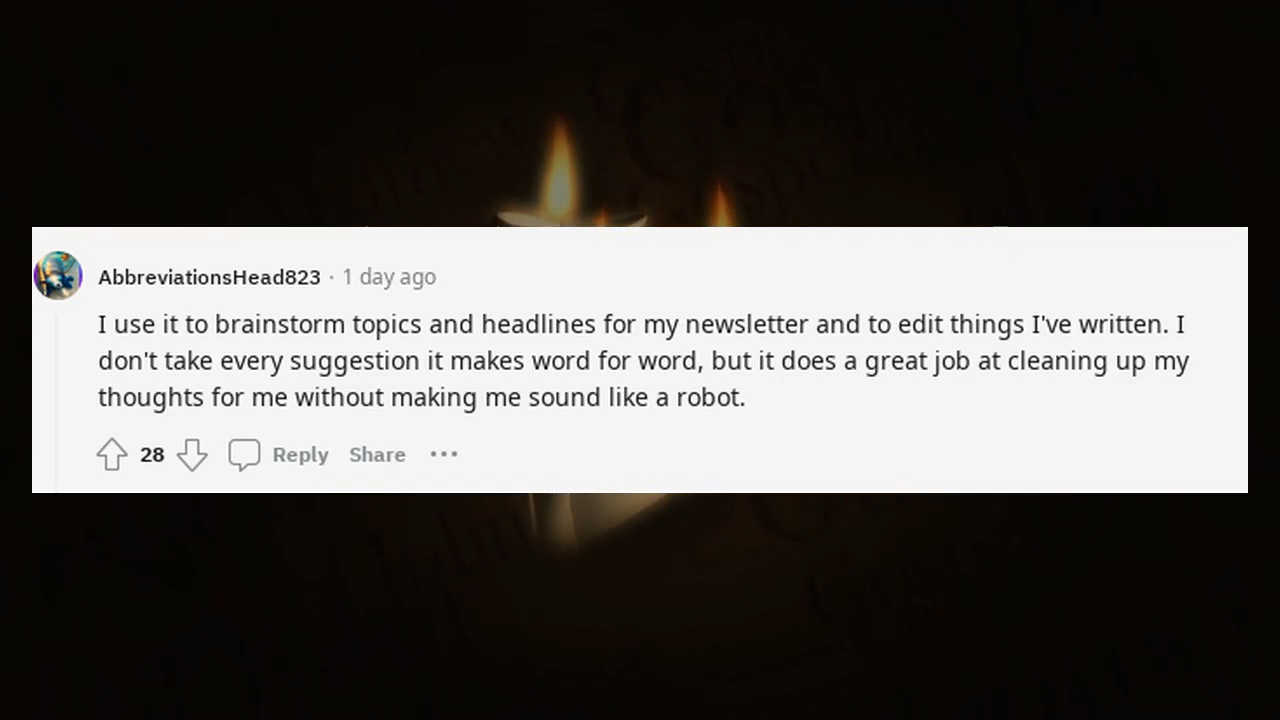 AbbreviationsHead823 · 1 day ago
I use it to brainstorm topics and headlines for my newsletter and to edit things I've written. I
don't take every suggestion it makes word for word, but it does a great job at cleaning up my
thoughts for me without making me sound like a robot.
28 Reply Share •••